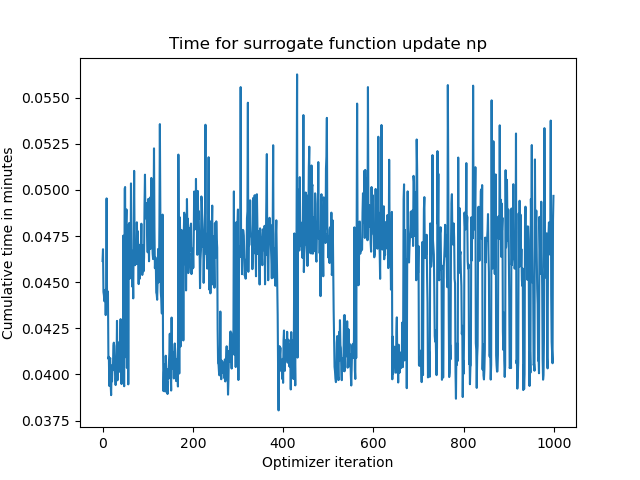 Time for surrogate function update np
Cumulative time in minutes
0.0550
0.0525
0.0500
0.0475
0.0450
0.0425
0.0400
0.0375
0 200 400 600 800 1000
Optimizer iteration